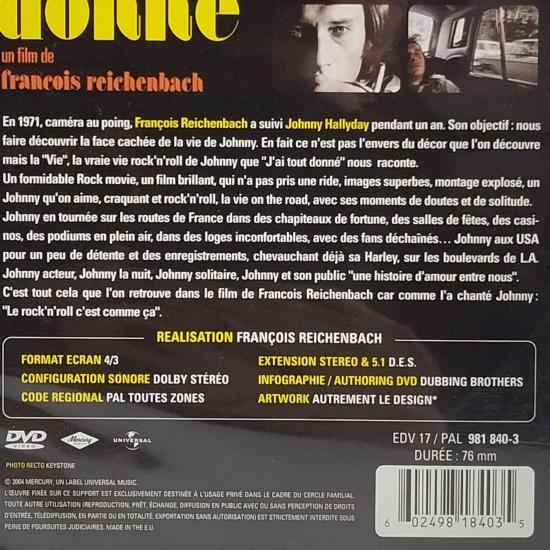 donné
un film de
francois reichenbach
En 1971, caméra au poing, François Reichenbach a suivi Johnny Hallyday pendant un an. Son objectif : nous
faire découvrir la face cachée de la vie de Johnny. En fait ce n'est pas l'envers du décor que l'on découvre
mais la "Vie", la vraie vie rock'n'roll de Johnny que "J'ai tout donné" nous raconte.
Un formidable Rock movie, un film brillant, qui n'a pas pris une ride, images superbes, montage explosé, un
Johnny qu'on aime, craquant et rock'n'roll, la vie on the road, avec ses moments de doutes et de solitude.
Johnny en tournée sur les routes de France dans des chapiteaux de fortune, des salles de fêtes, des casi-
nos, des podiums en plein air, dans des loges inconfortables, avec des fans déchaînés... Johnny aux USA
pour un peu de détente et des enregistrements, chevauchant déjà sa Harley, sur les boulevards de L.A.
Johnny acteur, Johnny la nuit, Johnny solitaire, Johnny et son public "une histoire d'amour entre nous".
C'est tout cela que l'on retrouve dans le film de Francois Reichenbach car comme l'a chanté Johnny :
"Le rock'n'roll c'est comme ça".
REALISATION FRANÇOIS REICHENBACH
FORMAT ECRAN 4/3
CONFIGURATION SONORE DOLBY STÉRÉO
CODE REGIONAL PAL TOUTES ZONES
EXTENSION STEREO & 5.1 D.E.S.
INFOGRAPHIE / AUTHORING DVD DUBBING BROTHERS
ARTWORK AUTREMENT LE DESIGN*
DVD VIDEO Mercury UNIVERSAL
EDV 17 / PAL 981 840-3
DURÉE : 76 mm
PHOTO RECTO KEYSTONE
© 2004 MERCURY, UN LABEL UNIVERSAL MUSIC.
L'ŒUVRE FIXÉE SUR CE SUPPORT EST EXCLUSIVEMENT DESTINÉE À L'USAGE PRIVÉ DANS LE CADRE DU CERCLE FAMILIAL.
TOUTE AUTRE UTILISATION (REPRODUCTION, PRÊT, ÉCHANGE, DIFFUSION EN PUBLIC AVEC OU SANS PERCEPTION DE DROITS
D'ENTRÉE, TÉLÉDIFFUSION, EN PARTIE OU EN TOTALITÉ, EXPORTATION SANS AUTORISATION) EST STRICTEMENT INTERDITE SOUS
PEINE DE POURSUITES JUDICIAIRES. MADE IN THE E.U.
6 02498 18403 5